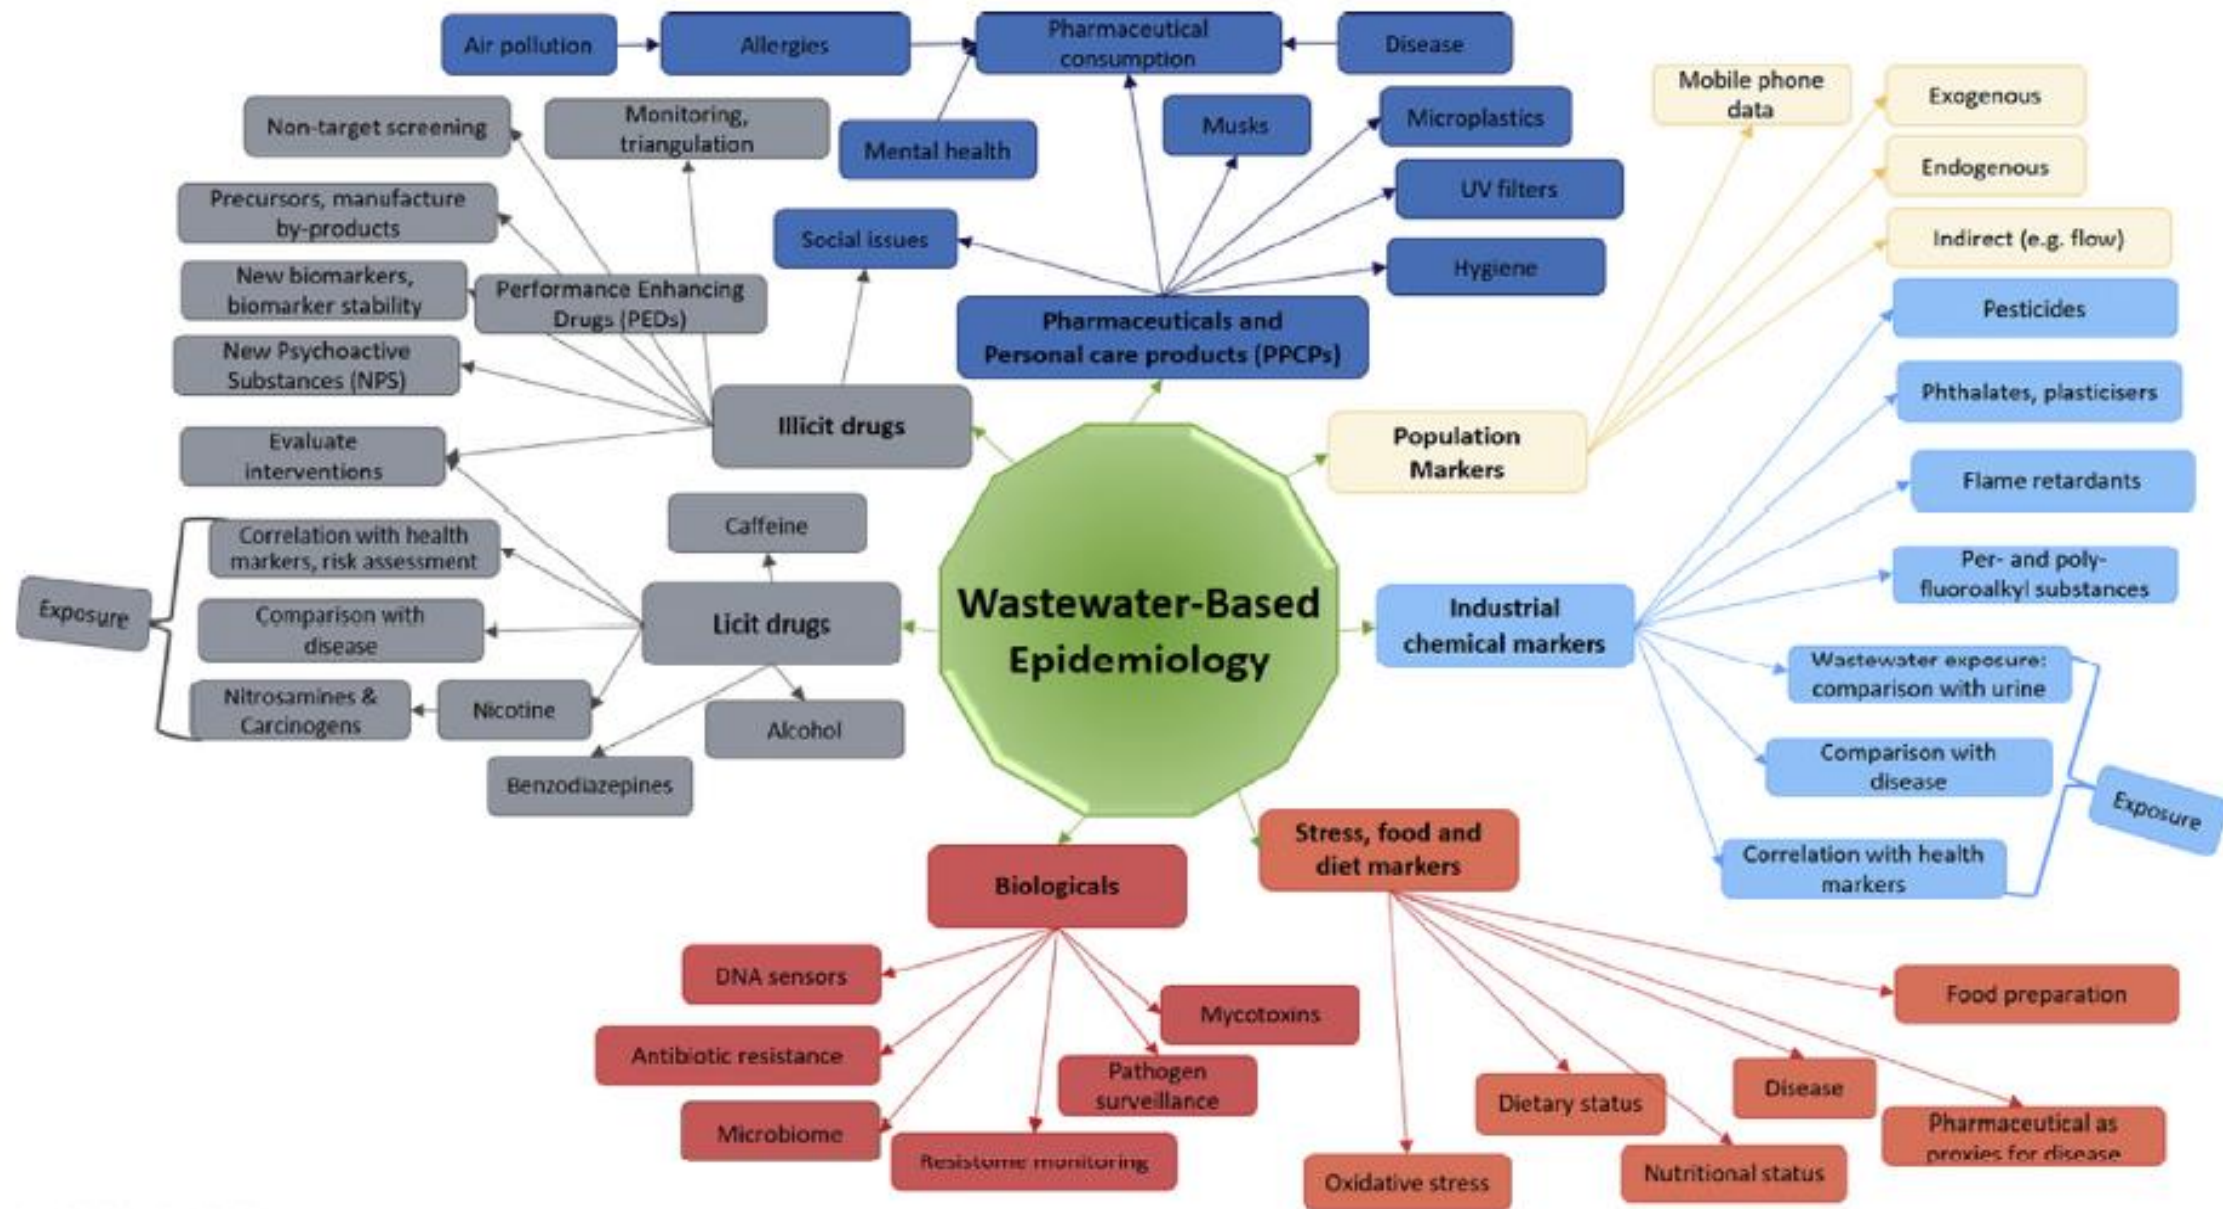 Air pollution
Allergies
Pharmaceutical
consumption
Disease
Mental health
Musks
Microplastics
UV filters
Hygiene
Social issues
Pharmaceuticals and
Personal care products (PPCPs)
Non-target screening
Monitoring,
triangulation
Precursors, manufacture
by-products
New biomarkers,
biomarker stability
Performance Enhancing
Drugs (PEDs)
New Psychoactive
Substances (NPS)
Evaluate
interventions
Illicit drugs
Mobile phone
data
Exogenous
Endogenous
Indirect (e.g. flow)
Population
Markers
Pesticides
Phthalates, plasticisers
Flame retardants
Per- and poly-
fluoroalkyl substances
Industrial
chemical markers
Wastewater exposure:
comparison with urine
Comparison with
disease
Correlation with health
markers
Exposure
Wastewater-Based
Epidemiology
Caffeine
Licit drugs
Correlation with health
markers, risk assessment
Comparison with
disease
Nitrosamines &
Carcinogens
Nicotine
Exposure
Alcohol
Benzodiazepines
Biologicals
DNA sensors
Antibiotic resistance
Microbiome
Resistome monitoring
Pathogen
surveillance
Mycotoxins
Stress, food and
diet markers
Food preparation
Disease
Dietary status
Pharmaceutical as
proxies for disease
Nutritional status
Oxidative stress